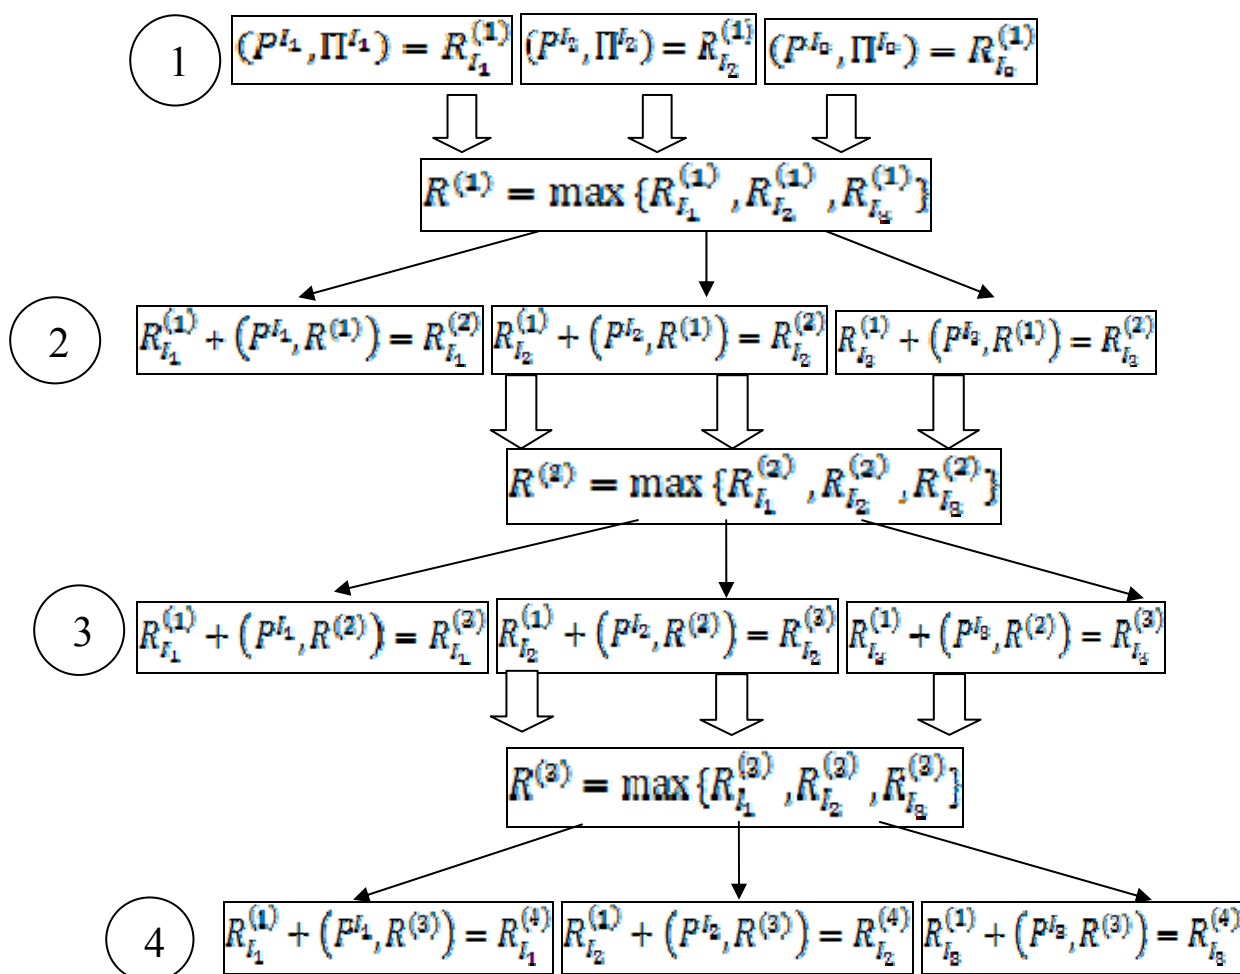 1 (P^{I_1}, Π^{I_1}) = R_{I_1}^{(1)} (P^{I_2}, Π^{I_2}) = R_{I_2}^{(1)} (P^{I_3}, Π^{I_3}) = R_{I_3}^{(1)}
R^{(1)} = max {R_{I_1}^{(1)}, R_{I_2}^{(1)}, R_{I_3}^{(1)}}
2 R_{I_1}^{(1)} + (P^{I_1}, R^{(1)}) = R_{I_1}^{(2)} R_{I_2}^{(1)} + (P^{I_2}, R^{(1)}) = R_{I_2}^{(2)} R_{I_3}^{(1)} + (P^{I_3}, R^{(1)}) = R_{I_3}^{(2)}
R^{(2)} = max {R_{I_1}^{(2)}, R_{I_2}^{(2)}, R_{I_3}^{(2)}}
3 R_{I_1}^{(1)} + (P^{I_1}, R^{(2)}) = R_{I_1}^{(3)} R_{I_2}^{(1)} + (P^{I_2}, R^{(2)}) = R_{I_2}^{(3)} R_{I_3}^{(1)} + (P^{I_3}, R^{(2)}) = R_{I_3}^{(3)}
R^{(3)} = max {R_{I_1}^{(3)}, R_{I_2}^{(3)}, R_{I_3}^{(3)}}
4 R_{I_1}^{(1)} + (P^{I_1}, R^{(3)}) = R_{I_1}^{(4)} R_{I_2}^{(1)} + (P^{I_2}, R^{(3)}) = R_{I_2}^{(4)} R_{I_3}^{(1)} + (P^{I_3}, R^{(3)}) = R_{I_3}^{(4)}